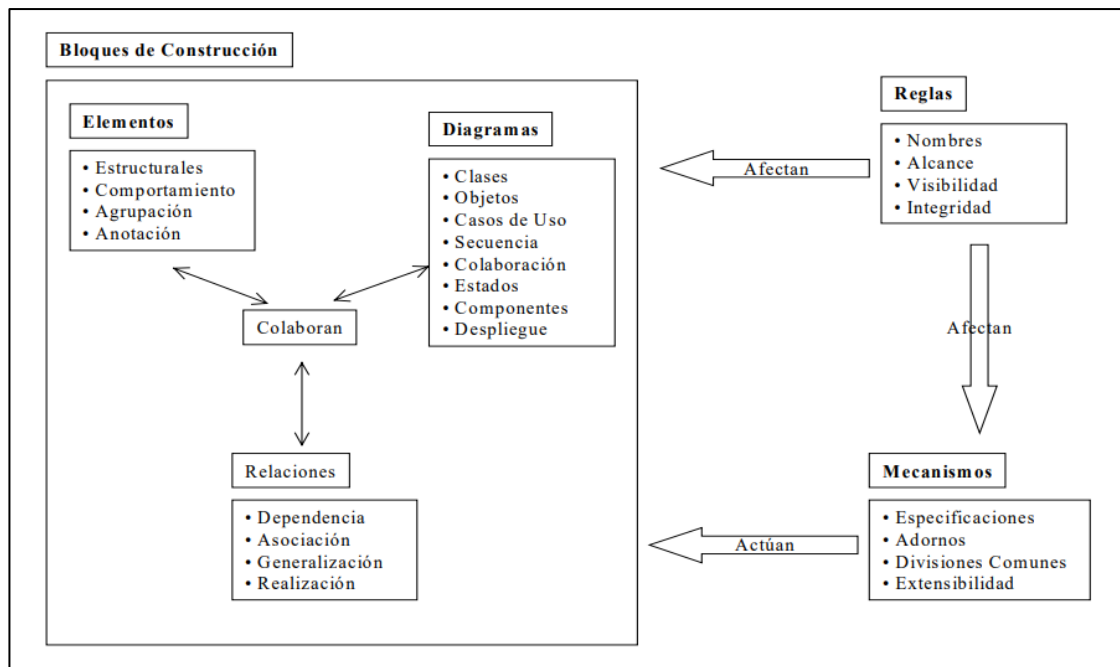 Bloques de Construcción
Elementos
• Estructurales
• Comportamiento
• Agrupación
• Anotación
Diagramas
• Clases
• Objetos
• Casos de Uso
• Secuencia
• Colaboración
• Estados
• Componentes
• Despliegue
Colaboran
Relaciones
• Dependencia
• Asociación
• Generalización
• Realización
Afectan
Reglas
• Nombres
• Alcance
• Visibilidad
• Integridad
Afectan
Mecanismos
• Especificaciones
• Adornos
• Divisiones Comunes
• Extensibilidad
Actúan